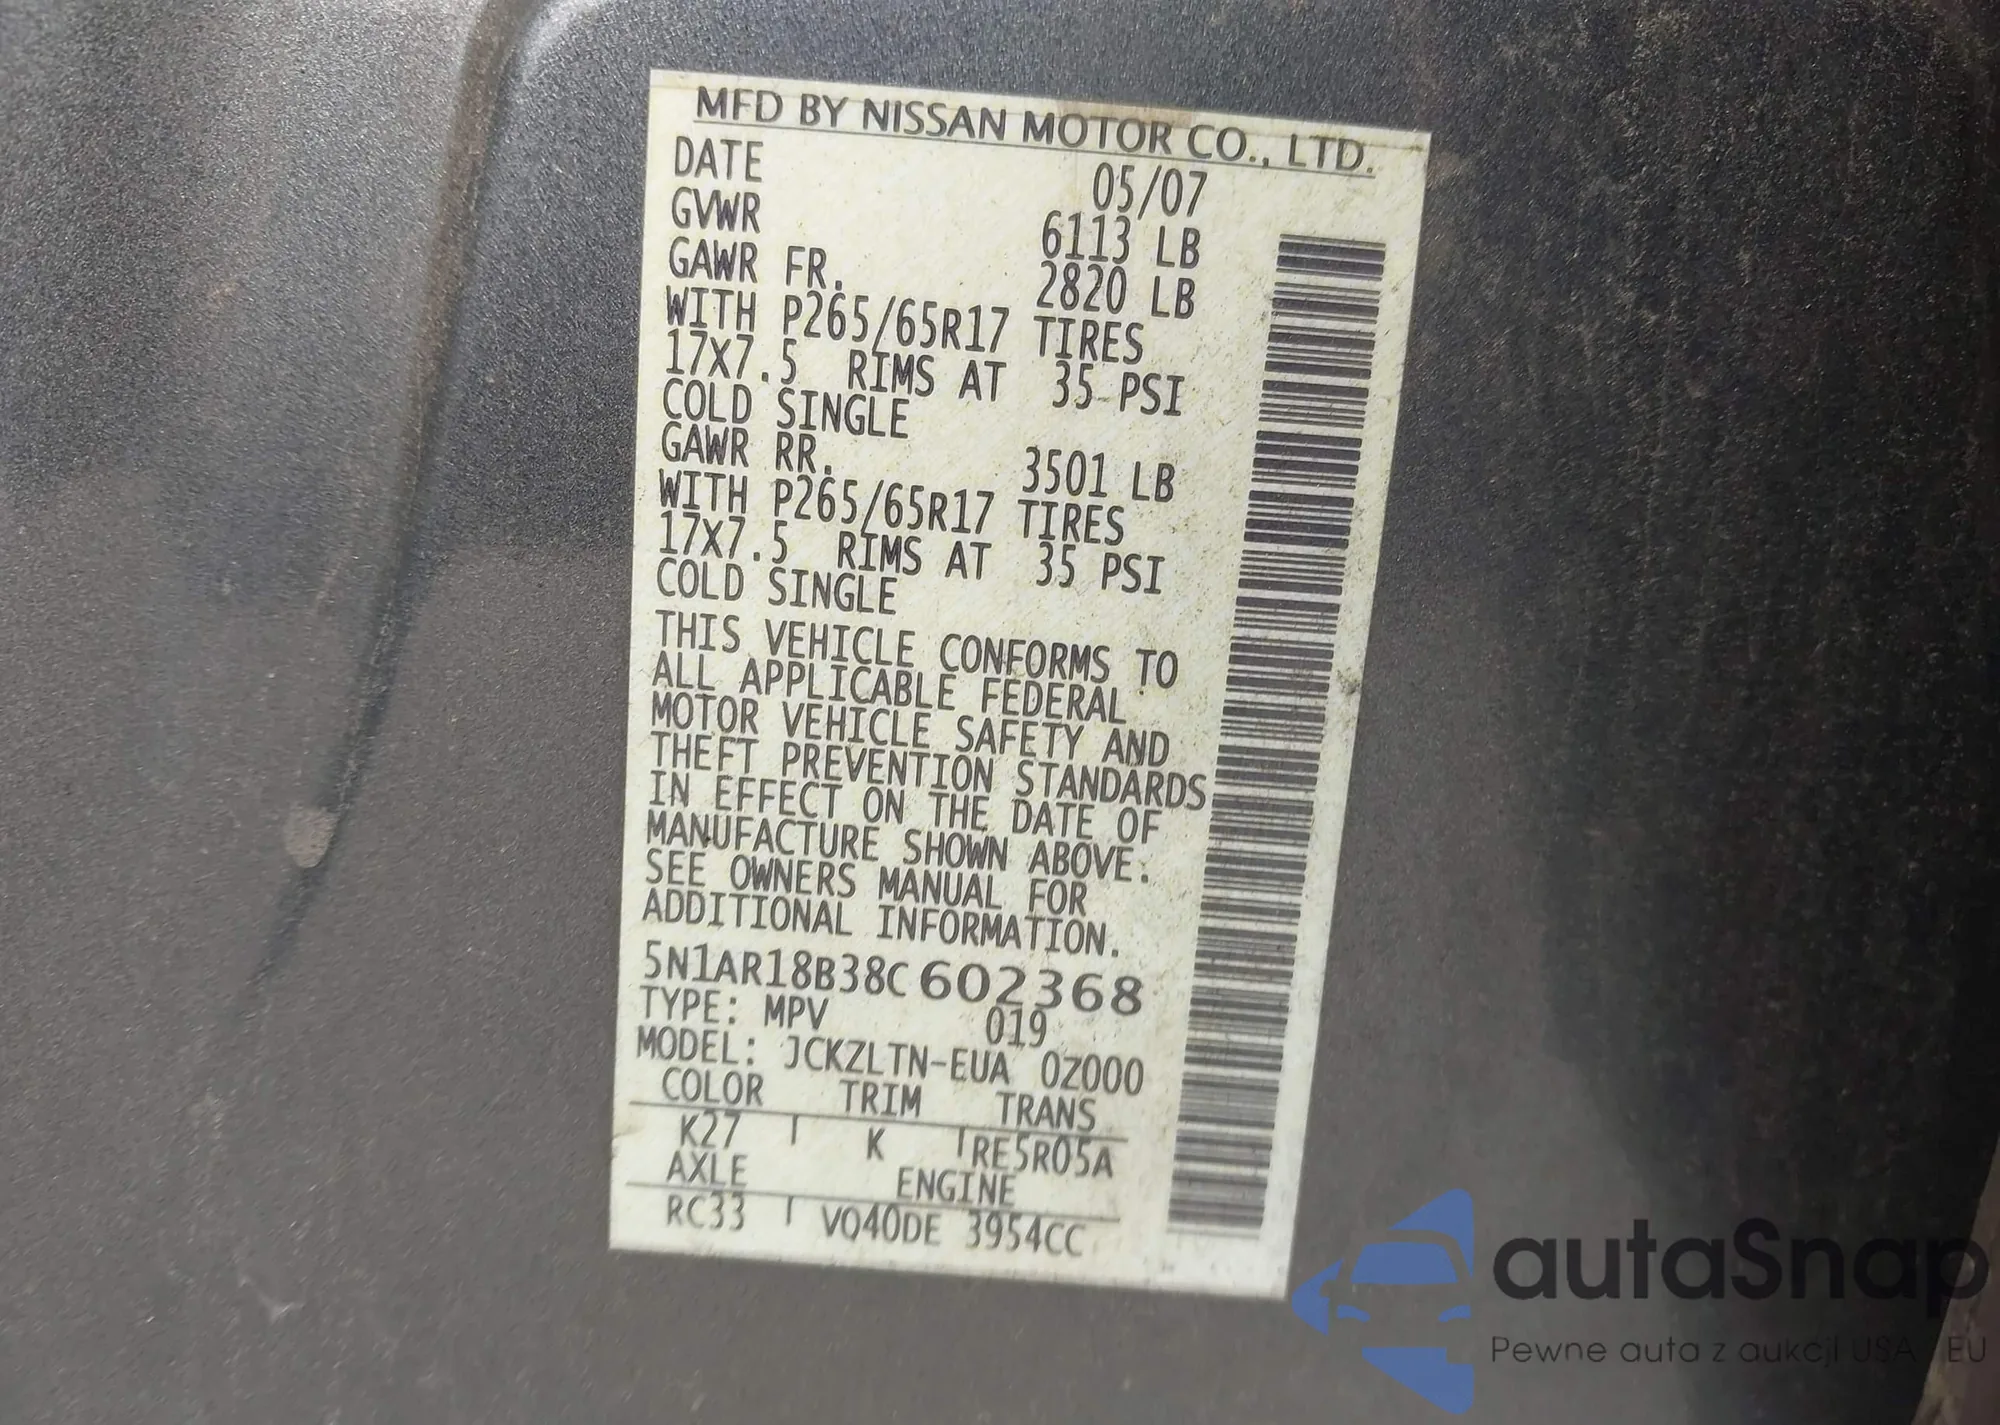 MFD BY NISSAN MOTOR CO., LTD.
DATE 05/07
GVWR 6113 LB
GAWR FR. 2820 LB
WITH P265/65R17 TIRES
17X7.5 RIMS AT 35 PSI
COLD SINGLE
GAWR RR. 3501 LB
WITH P265/65R17 TIRES
17X7.5 RIMS AT 35 PSI
COLD SINGLE
THIS VEHICLE CONFORMS TO
ALL APPLICABLE FEDERAL
MOTOR VEHICLE SAFETY AND
THEFT PREVENTION STANDARDS
IN EFFECT ON THE DATE OF
MANUFACTURE SHOWN ABOVE.
SEE OWNERS MANUAL FOR
ADDITIONAL INFORMATION.
5N1AR18B38C602368
TYPE: MPV 019
MODEL: JCKZLTN-EUA 0Z000
COLOR TRIM TRANS
K27 K RE5R05A
AXLE ENGINE
RC33 VQ40DE 3954CC
autaSnap
Pewne auta z aukcji USA i EU